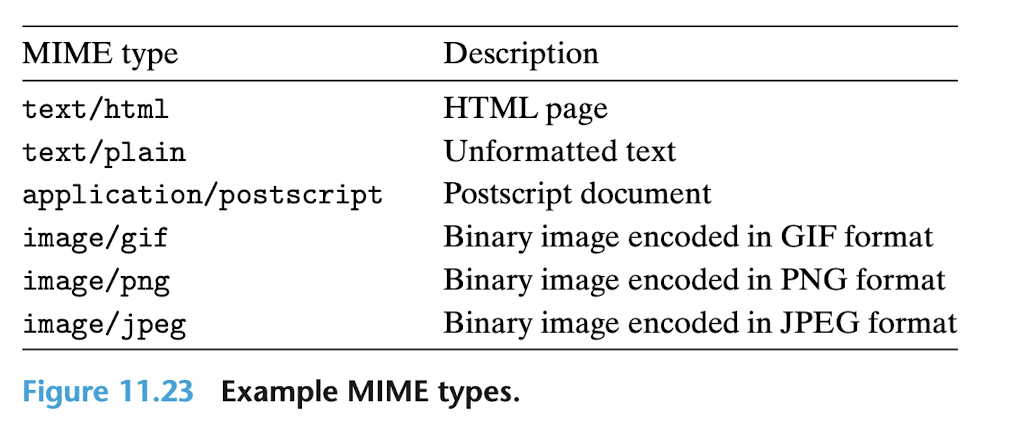 MIME type Description
text/html HTML page
text/plain Unformatted text
application/postscript Postscript document
image/gif Binary image encoded in GIF format
image/png Binary image encoded in PNG format
image/jpeg Binary image encoded in JPEG format
Figure 11.23 Example MIME types.